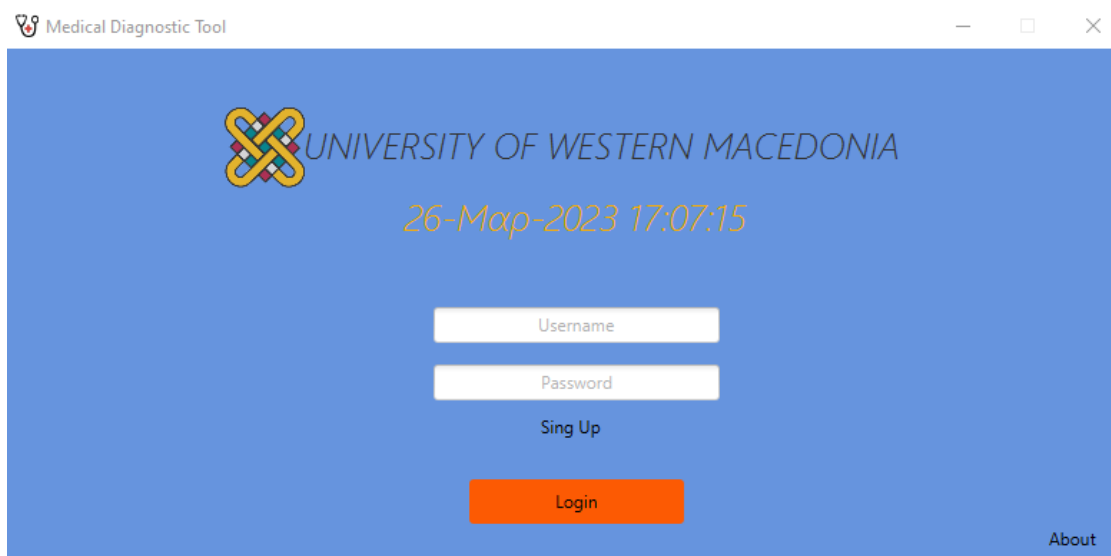 Medical Diagnostic Tool
UNIVERSITY OF WESTERN MACEDONIA
26-Μαρ-2023 17:07:15
Username
Password
Sing Up
Login
About